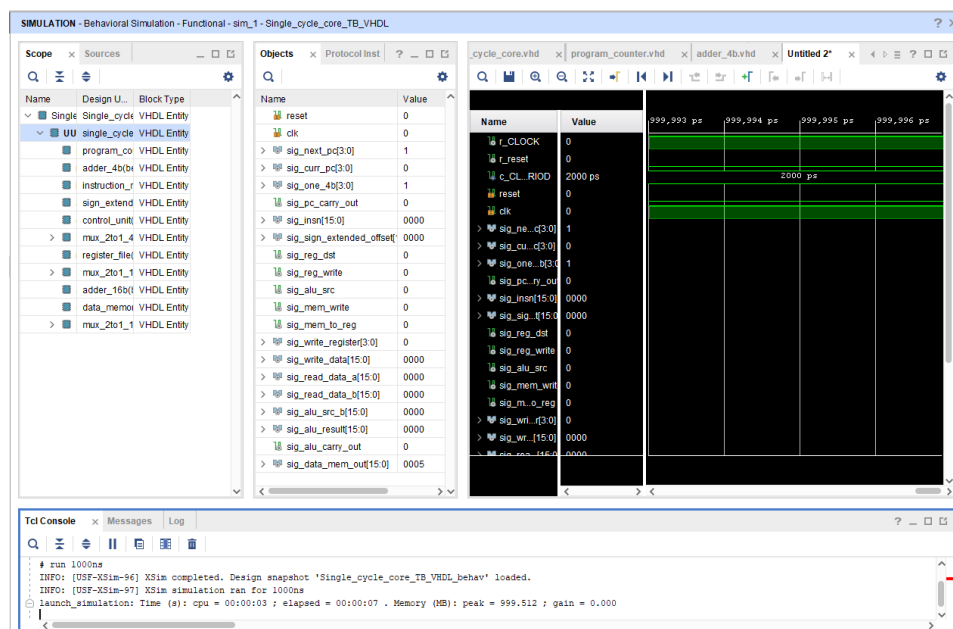 SIMULATION - Behavioral Simulation - Functional - sim_1 - Single_cycle_core_TB_VHDL
Scope Sources
Name Design U... Block Type
Single Single_cycle VHDL Entity
UU single_cycle VHDL Entity
program_co VHDL Entity
adder_4b(be VHDL Entity
instruction_r VHDL Entity
sign_extend VHDL Entity
control_unit( VHDL Entity
mux_2to1_4 VHDL Entity
register_file( VHDL Entity
mux_2to1_1 VHDL Entity
adder_16b(l VHDL Entity
data_memor VHDL Entity
mux_2to1_1 VHDL Entity
Objects Protocol Inst
Name Value
reset 0
clk 0
sig_next_pc[3:0] 1
sig_curr_pc[3:0] 0
sig_one_4b[3:0] 1
sig_pc_carry_out 0
sig_insn[15:0] 0000
sig_sign_extended_offset[ 0000
sig_reg_dst 0
sig_reg_write 0
sig_alu_src 0
sig_mem_write 0
sig_mem_to_reg 0
sig_write_register[3:0] 0
sig_write_data[15:0] 0000
sig_read_data_a[15:0] 0000
sig_read_data_b[15:0] 0000
sig_alu_src_b[15:0] 0000
sig_alu_result[15:0] 0000
sig_alu_carry_out 0
sig_data_mem_out[15:0] 0005
_cycle_core.vhd program_counter.vhd adder_4b.vhd Untitled 2*
Name Value
999,993 ps 999,994 ps 999,995 ps 999,996 ps
r_CLOCK 0
r_reset 0
c_CL...RIOD 2000 ps 2000 ps
reset 0
clk 0
sig_ne...c[3:0] 1
sig_cu...c[3:0] 0
sig_one...b[3:0 1
sig_pc...ry_ou 0
sig_insn[15:0] 0000
sig_sig...t[15:0 0000
sig_reg_dst 0
sig_reg_write 0
sig_alu_src 0
sig_mem_writ 0
sig_m...o_reg 0
sig_wri...r[3:0] 0
sig_wr...[15:0] 0000
sig_rea...[15:0 0000
Tcl Console Messages Log
# run 1000ns
INFO: [USF-XSim-96] XSim completed. Design snapshot 'Single_cycle_core_TB_VHDL_behav' loaded.
INFO: [USF-XSim-97] XSim simulation ran for 1000ns
launch_simulation: Time (s): cpu = 00:00:03 ; elapsed = 00:00:07 . Memory (MB): peak = 999.512 ; gain = 0.000